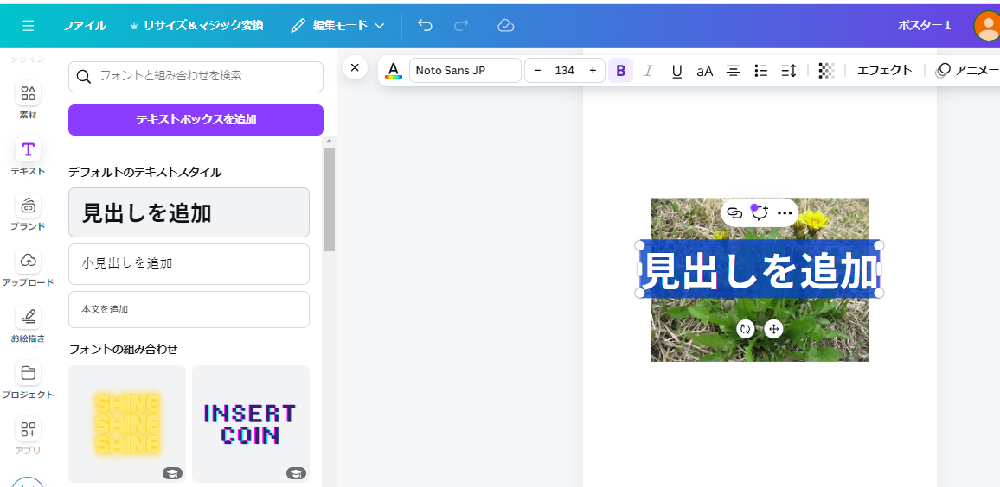 ファイル
リサイズ＆マジック変換
編集モード
ポスター１
デザイン
素材
テキスト
ブランド
CO
アップロード
お絵描き
プロジェクト
アプリ
フォントと組み合わせを検索
テキストボックスを追加
デフォルトのテキストスタイル
見出しを追加
小見出しを追加
本文を追加
フォントの組み合わせ
SHINE
SHINE
SHINE
INSERT
COIN
A
Noto Sans JP
– 134 +
B
I
U
aA
エフェクト
アニメー
見出しを追加